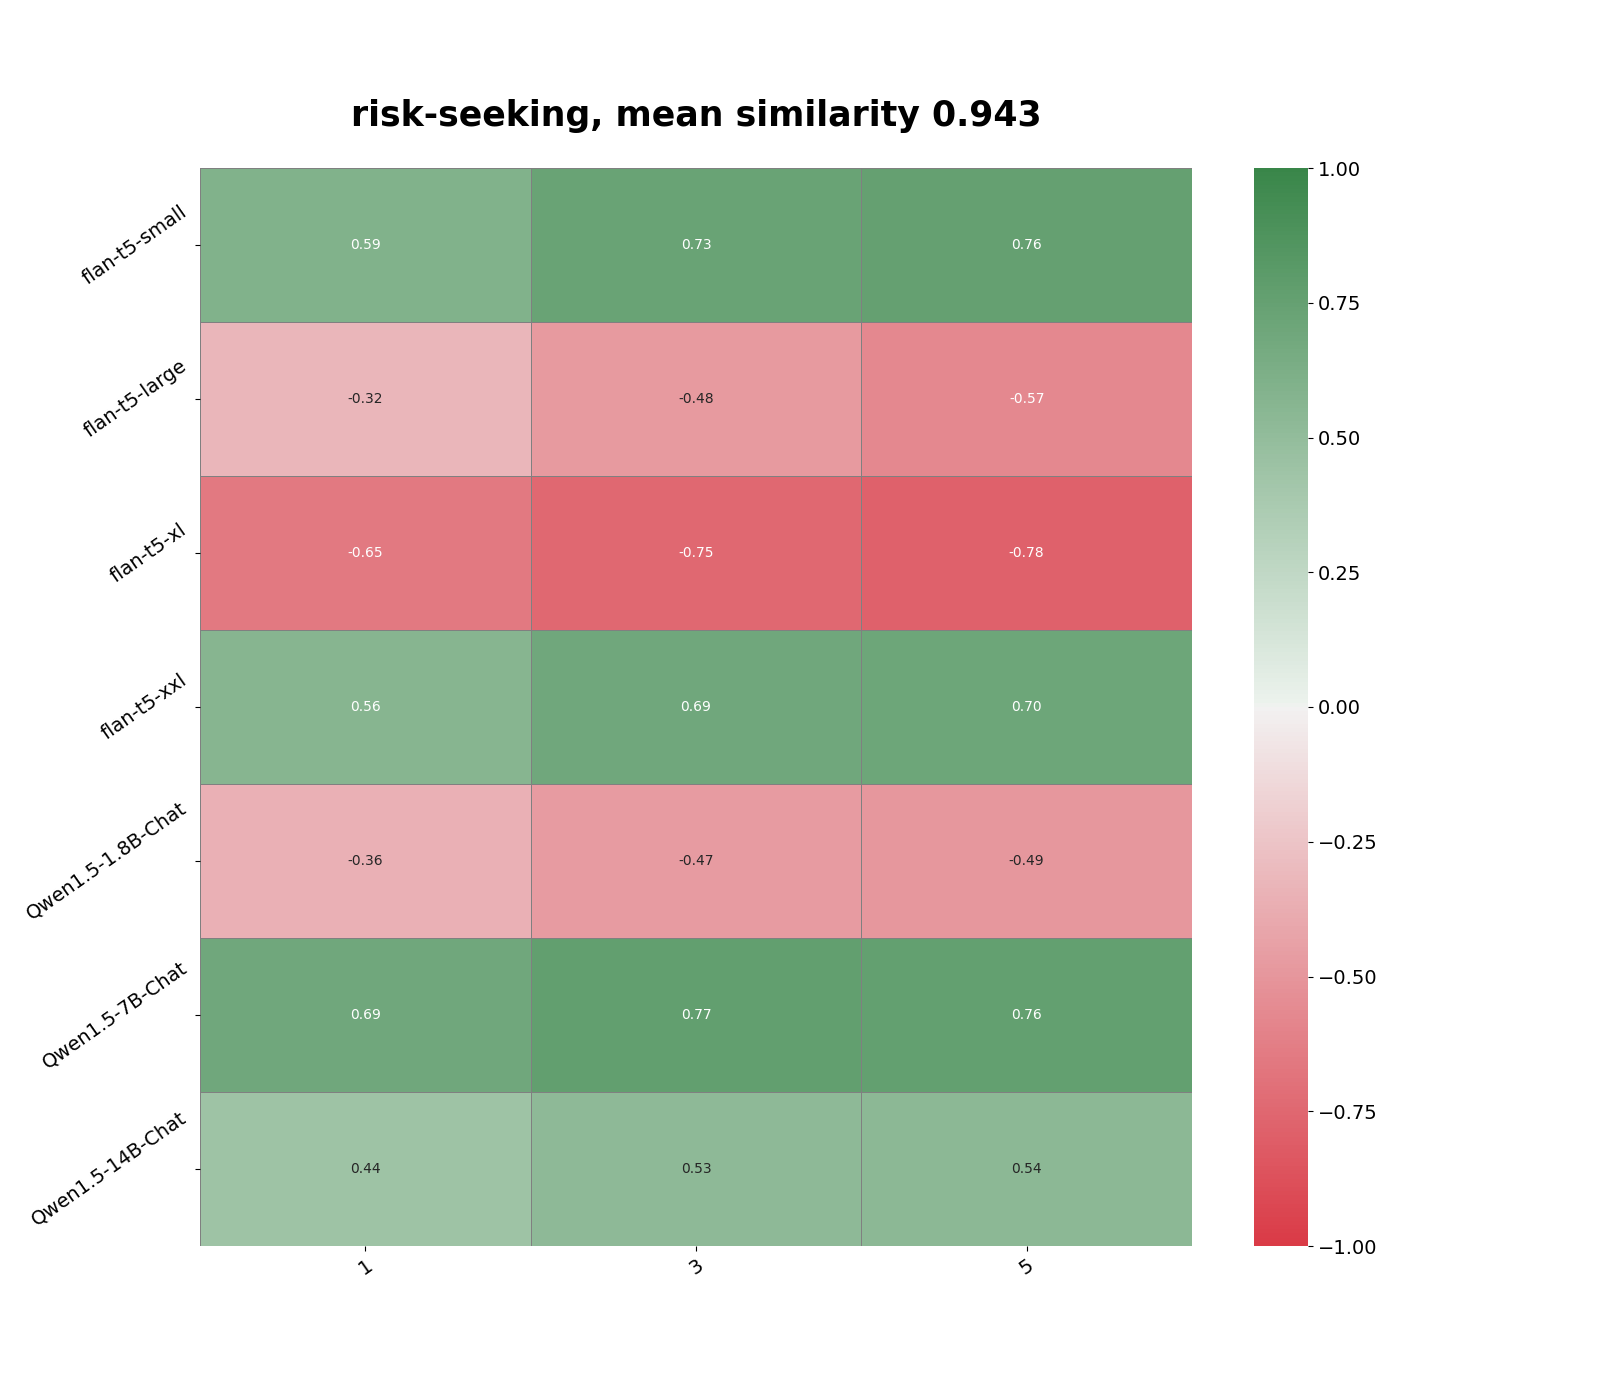 risk-seeking, mean similarity 0.943
flan-t5-small 0.59 0.73 0.76
flan-t5-large -0.32 -0.48 -0.57
flan-t5-xl -0.65 -0.75 -0.78
flan-t5-xxl 0.56 0.69 0.70
Qwen1.5-1.8B-Chat -0.36 -0.47 -0.49
Qwen1.5-7B-Chat 0.69 0.77 0.76
Qwen1.5-14B-Chat 0.44 0.53 0.54
1 3 5
1.00
0.75
0.50
0.25
0.00
−0.25
−0.50
−0.75
−1.00